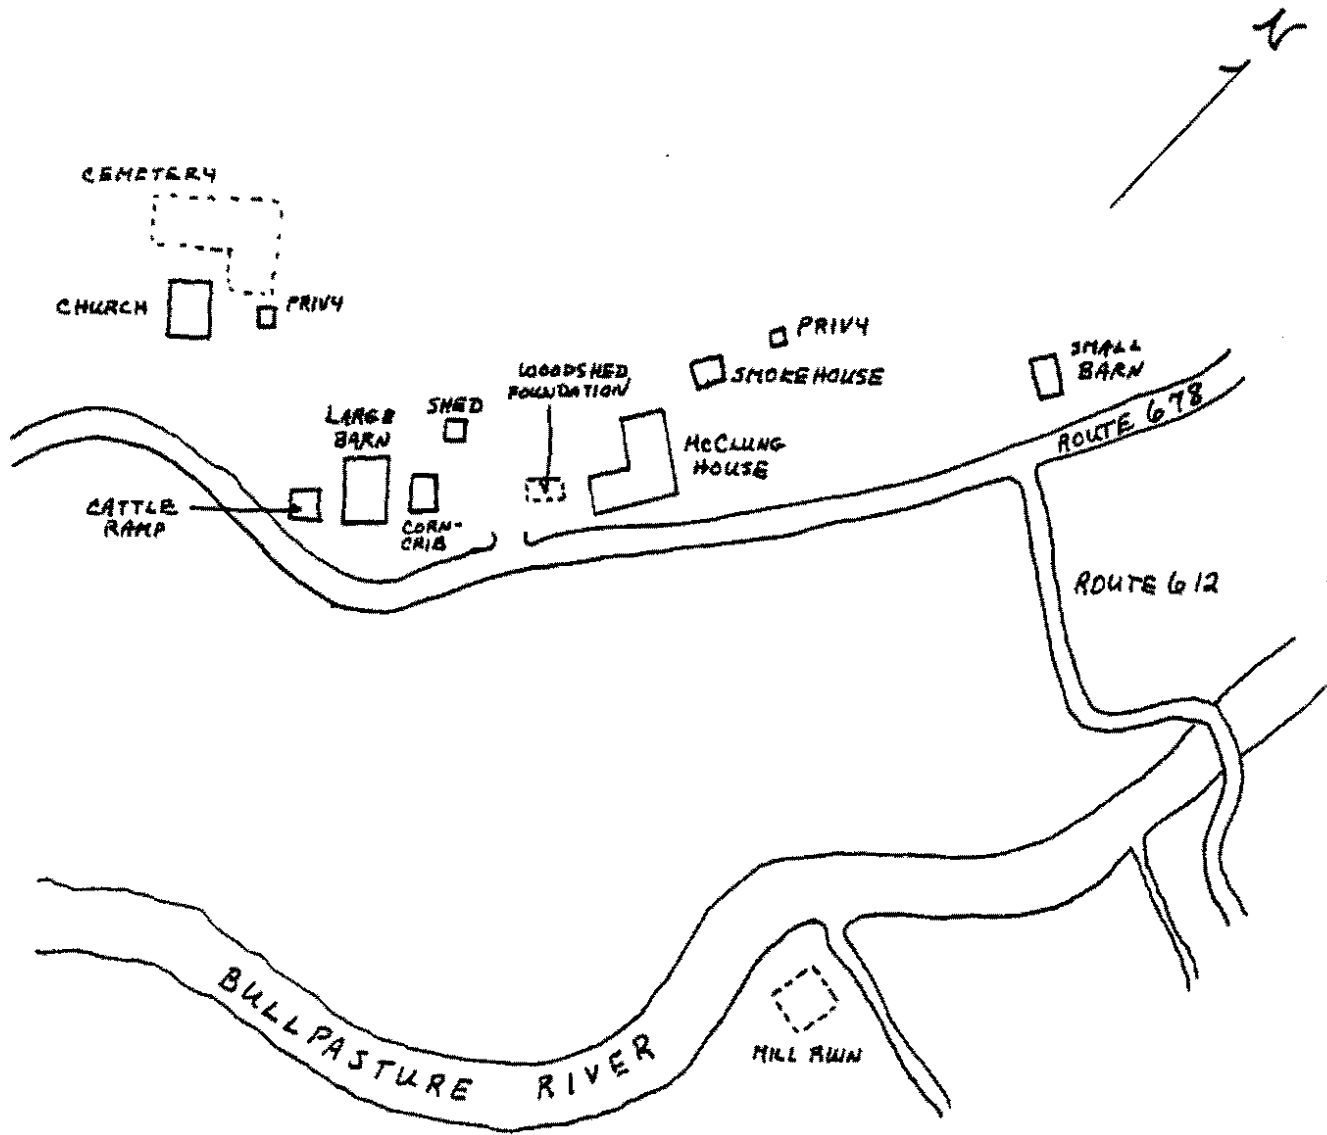 N
CEMETERY
CHURCH
PRIVY
PRIVY
SMOKEHOUSE
SMALL
BARN
WOODSHED
FOUNDATION
SHED
LARGE
BARN
McCLUNG
HOUSE
ROUTE 678
CATTLE
RAMP
CORN-
CRIB
ROUTE 612
BULLPASTURE RIVER
MILL RUIN